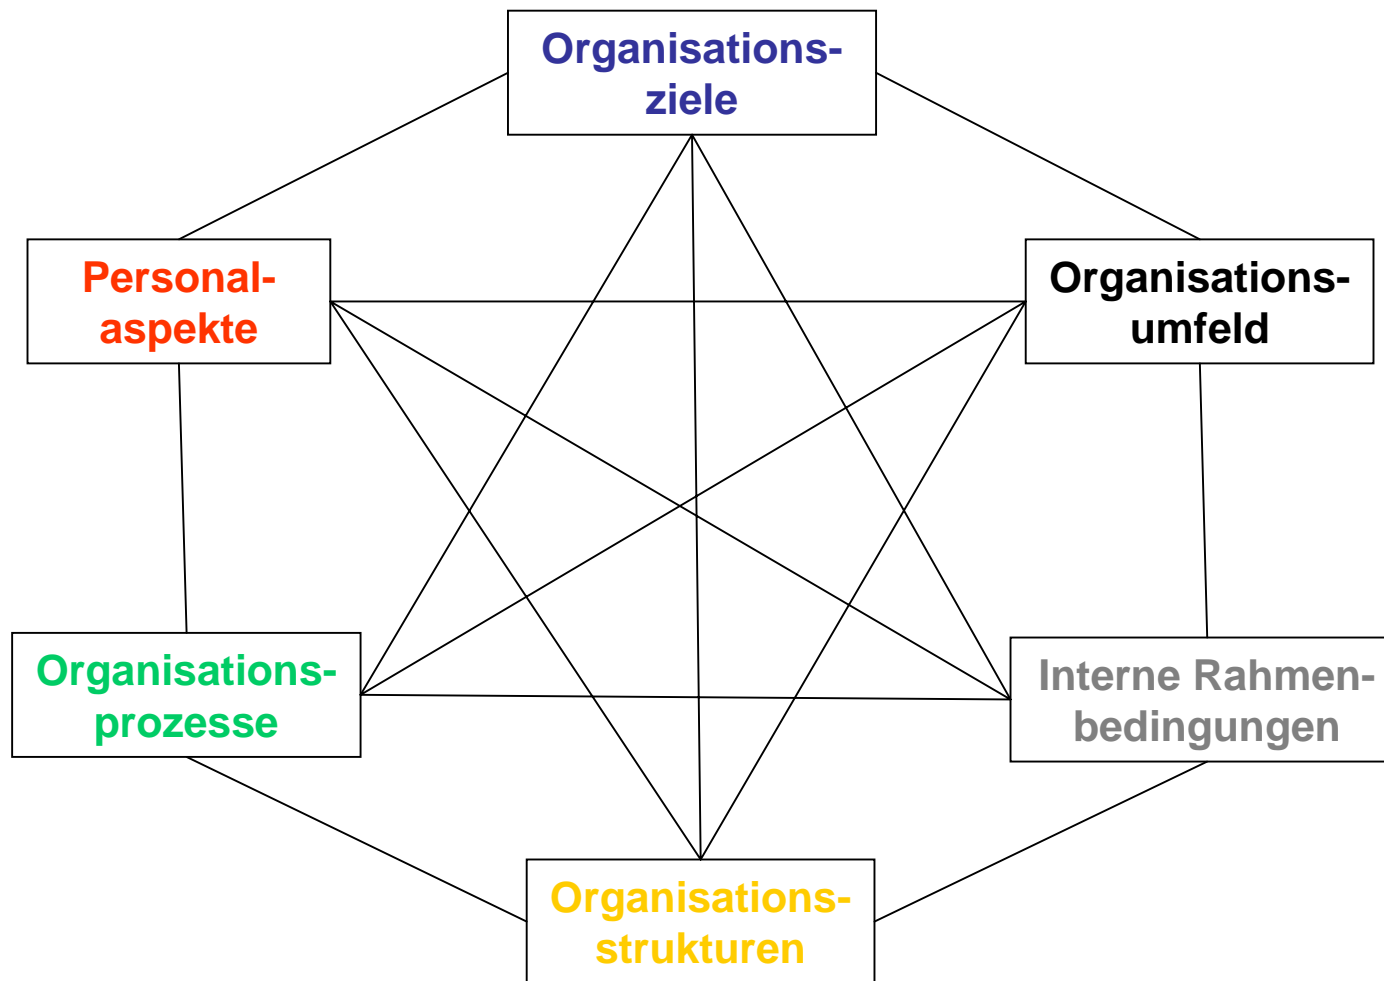 Organisations-
ziele
Personal-
aspekte
Organisations-
umfeld
Organisations-
prozesse
Interne Rahmen-
bedingungen
Organisations-
strukturen